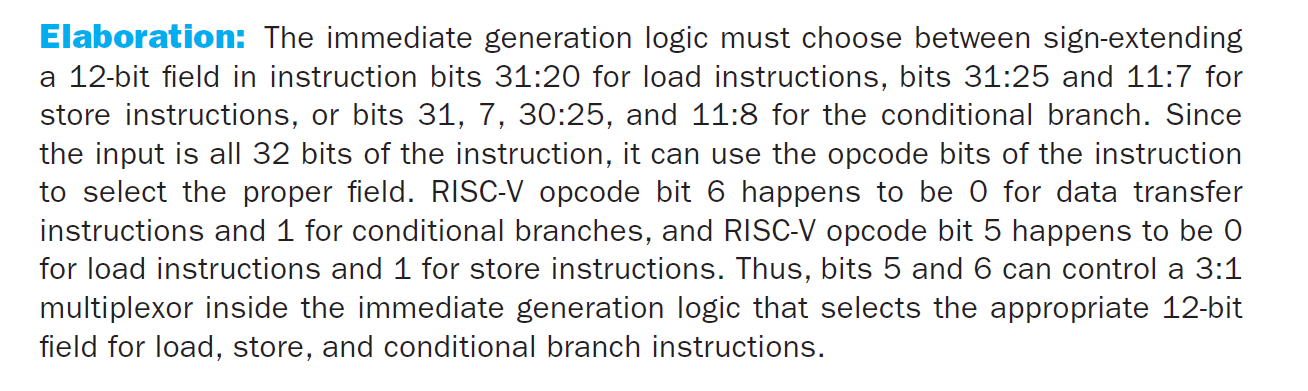 Elaboration: The immediate generation logic must choose between sign-extending
a 12-bit field in instruction bits 31:20 for load instructions, bits 31:25 and 11:7 for
store instructions, or bits 31, 7, 30:25, and 11:8 for the conditional branch. Since
the input is all 32 bits of the instruction, it can use the opcode bits of the instruction
to select the proper field. RISC-V opcode bit 6 happens to be 0 for data transfer
instructions and 1 for conditional branches, and RISC-V opcode bit 5 happens to be 0
for load instructions and 1 for store instructions. Thus, bits 5 and 6 can control a 3:1
multiplexor inside the immediate generation logic that selects the appropriate 12-bit
field for load, store, and conditional branch instructions.